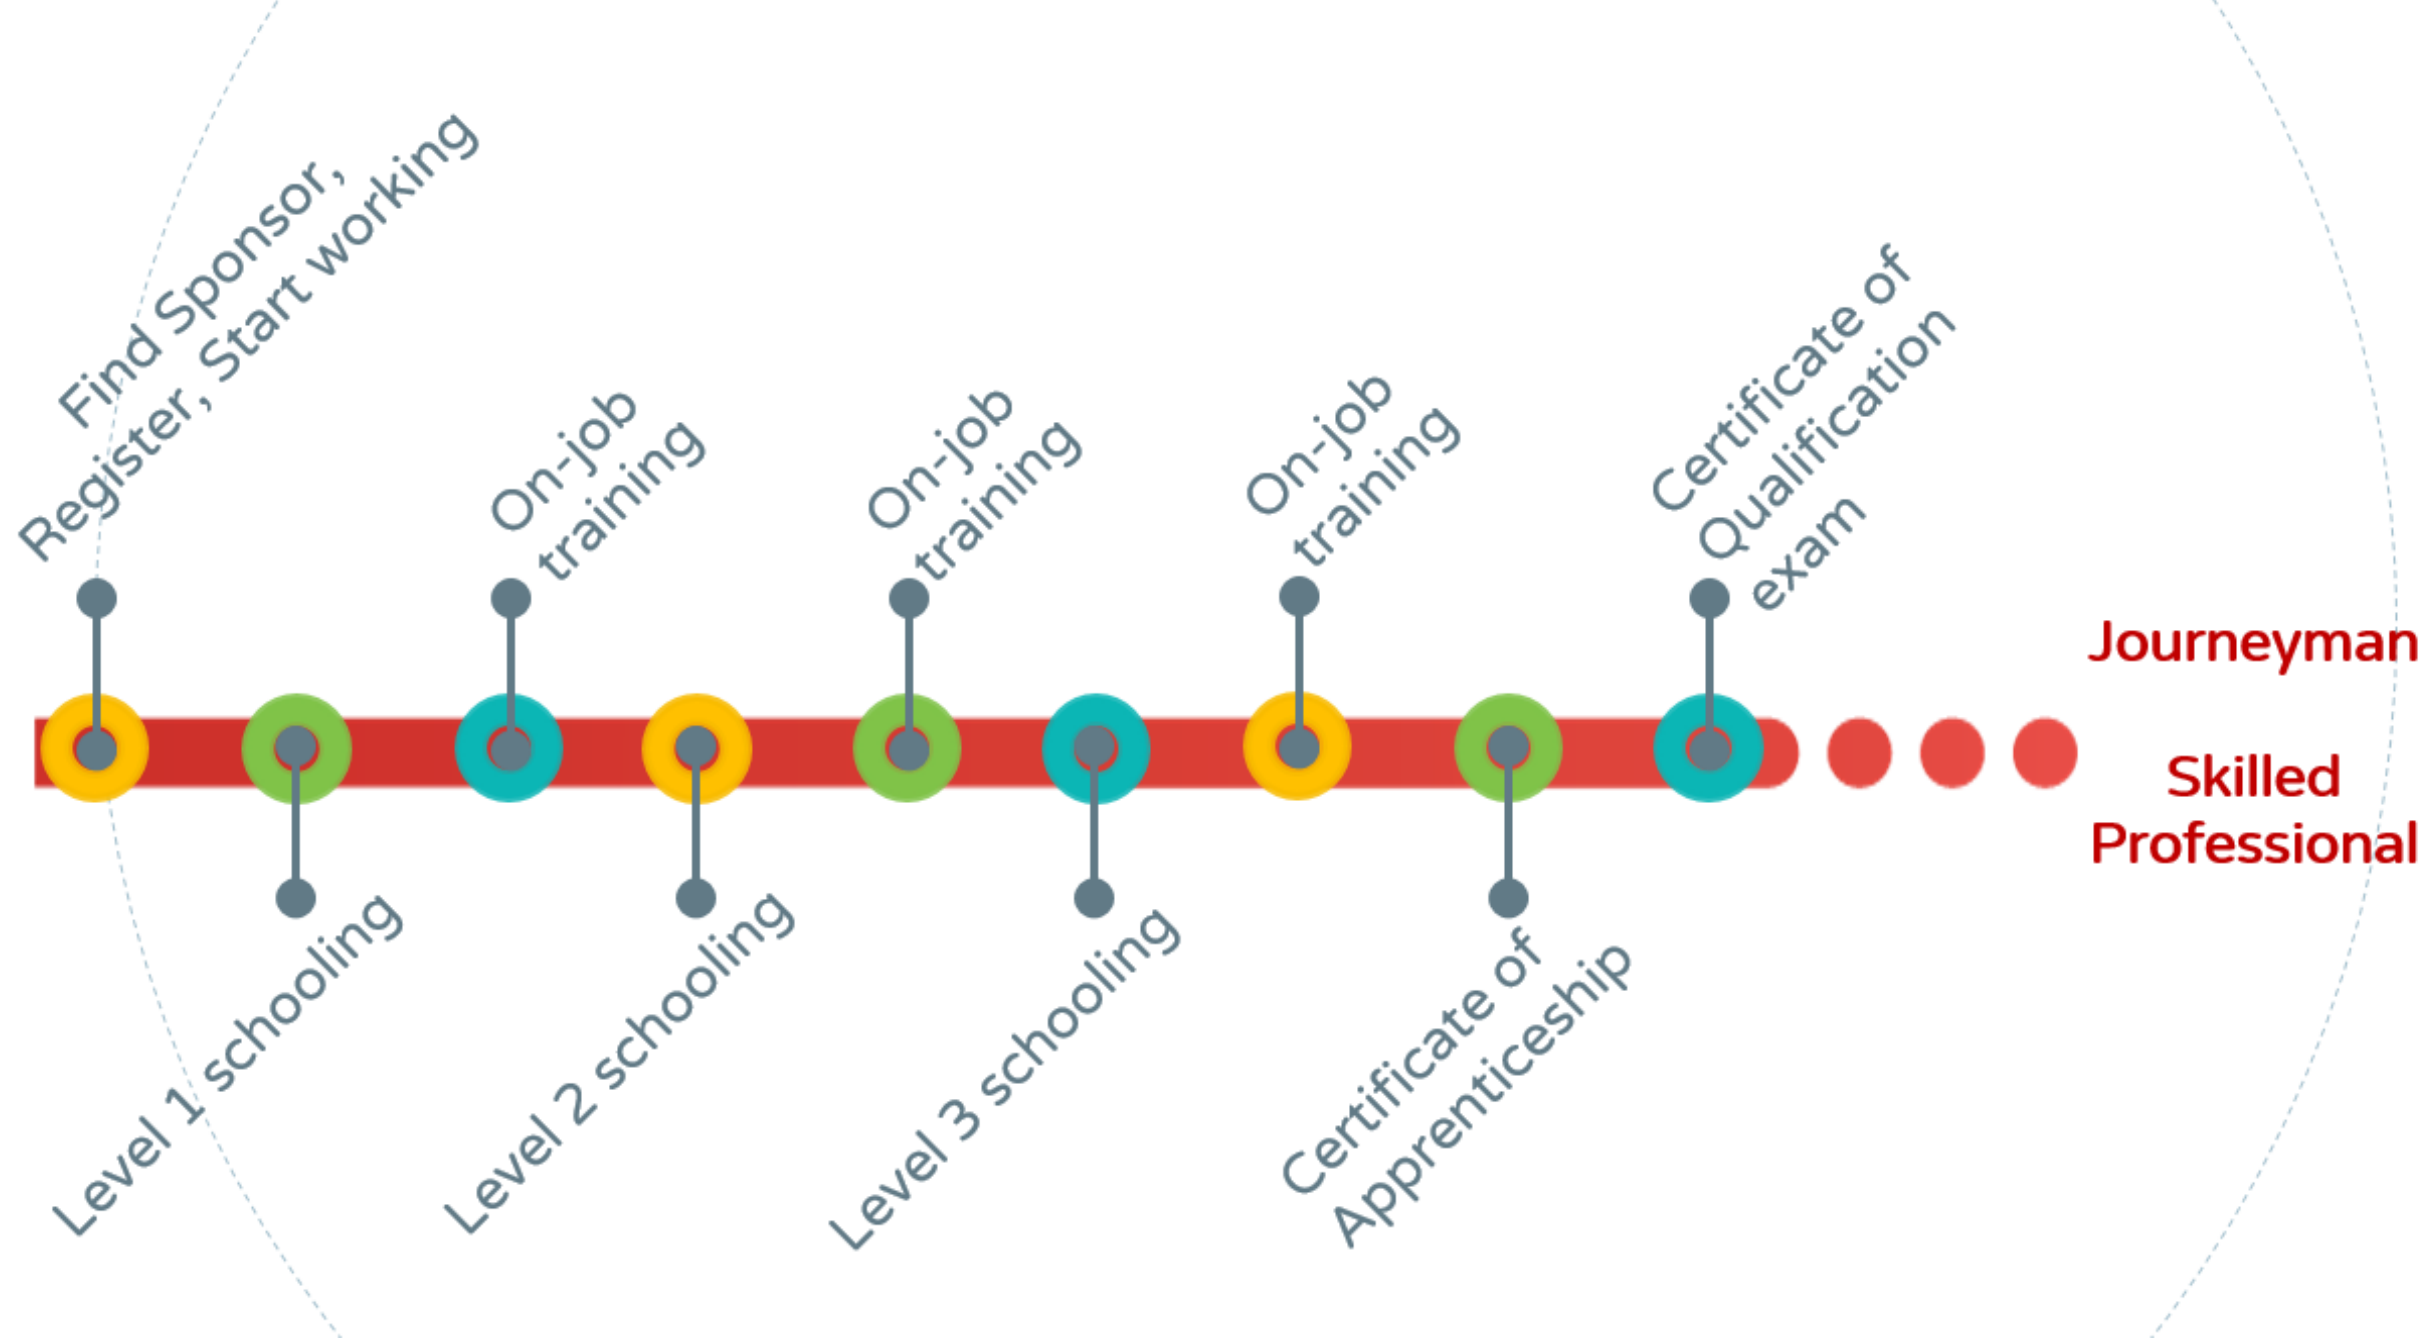 Find Sponsor,
Register, Start working
Level 1 schooling
On-job
training
Level 2 schooling
On-job
training
Level 3 schooling
On-job
training
Certificate of
Apprenticeship
Certificate of
Qualification
exam
Journeyman
Skilled
Professional